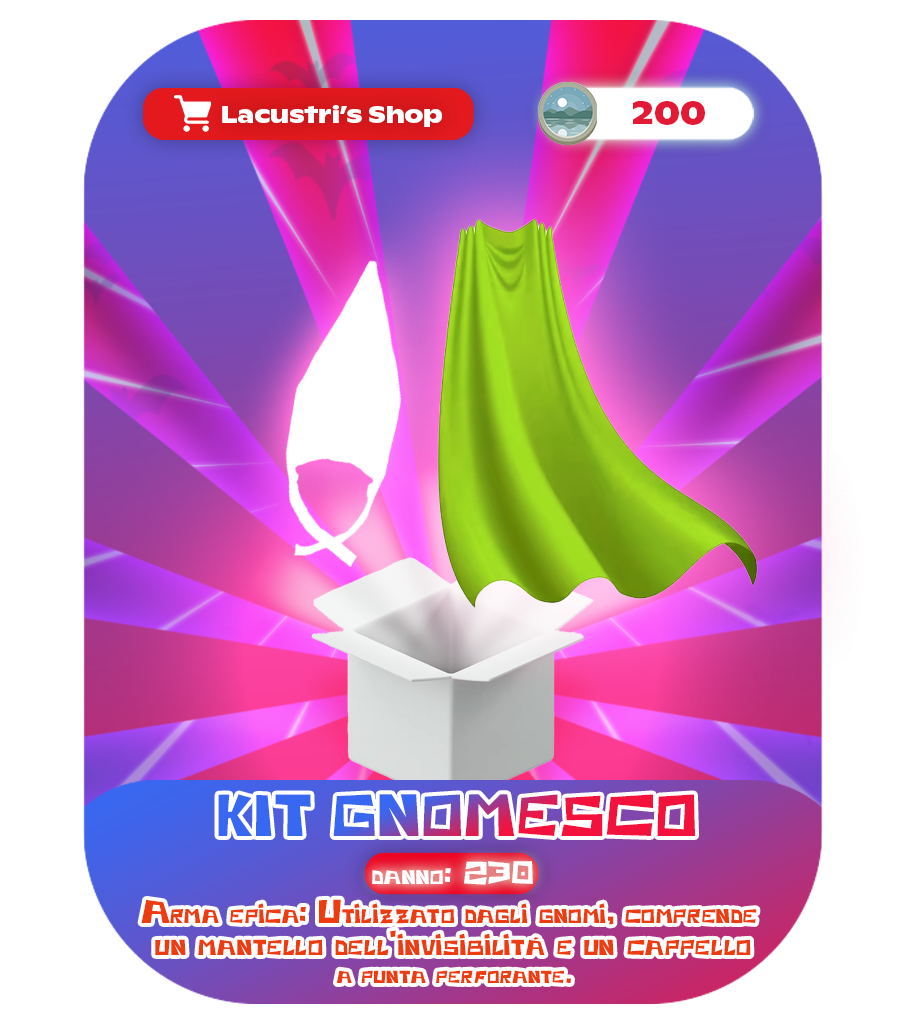 Lacustri's Shop
200
KIT GNOMESCO
DANNO: 230
Arma epica: Utilizzato dagli gnomi, comprende
un mantello dell'invisibilità e un cappello
a punta perforante.